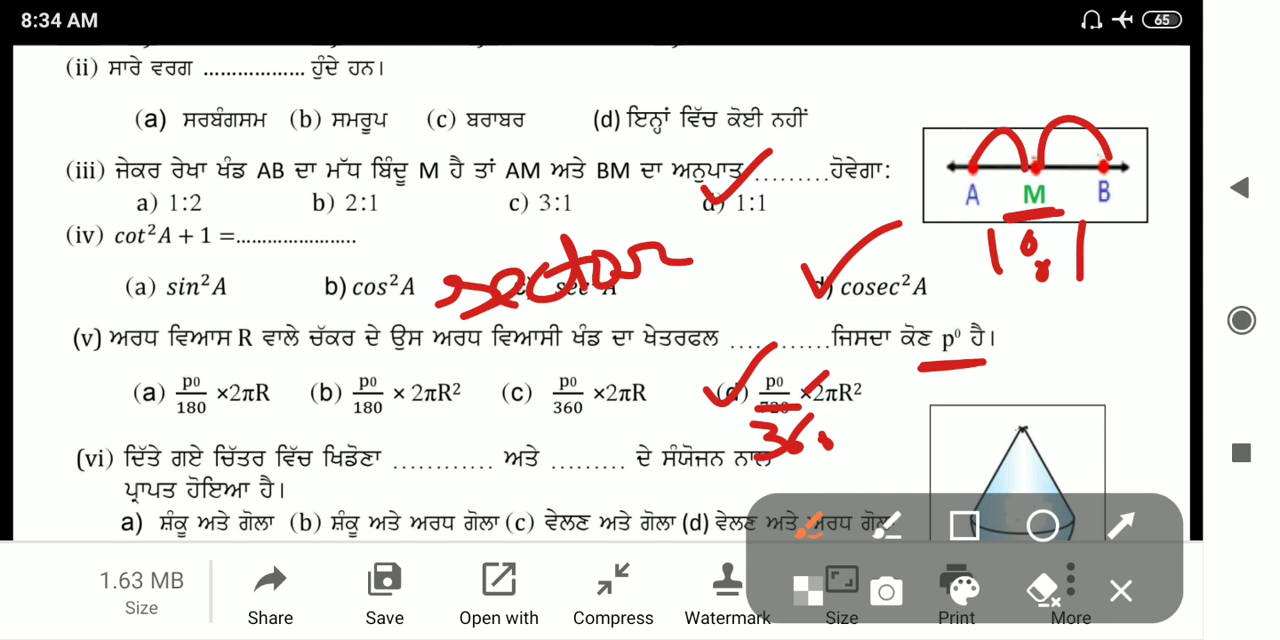 8:34 AM
65
(ii) ਸਾਰੇ ਵਰਗ .................. ਹੁੰਦੇ ਹਨ।
(a) ਸਰਬੰਗਸਮ (b) ਸਮਰੂਪ (c) ਬਰਾਬਰ (d) ਇਨ੍ਹਾਂ ਵਿੱਚ ਕੋਈ ਨਹੀਂ
(iii) ਜੇਕਰ ਰੇਖਾ ਖੰਡ AB ਦਾ ਮੱਧ ਬਿੰਦੂ M ਹੈ ਤਾਂ AM ਅਤੇ BM ਦਾ ਅਨੁਪਾਤ .........ਹੋਵੇਗਾ:
a) 1:2 b) 2:1 c) 3:1 d) 1:1
A M B
1 : 1
(iv) cot²A + 1 =......................
(a) sin²A b) cos²A c) sec²A d) cosec²A
sector
(v) ਅਰਧ ਵਿਆਸ R ਵਾਲੇ ਚੱਕਰ ਦੇ ਉਸ ਅਰਧ ਵਿਆਸੀ ਖੰਡ ਦਾ ਖੇਤਰਫਲ ............ਜਿਸਦਾ ਕੋਣ p⁰ ਹੈ।
(a) p⁰/180 ×2πR (b) p⁰/180 × 2πR² (c) p⁰/360 ×2πR (d) p⁰/720 ×2πR²
360
(vi) ਦਿੱਤੇ ਗਏ ਚਿੱਤਰ ਵਿੱਚ ਖਿਡੌਣਾ ............ ਅਤੇ ......... ਦੇ ਸੰਯੋਜਨ ਨਾਲ
ਪ੍ਰਾਪਤ ਹੋਇਆ ਹੈ।
a) ਸ਼ੰਕੂ ਅਤੇ ਗੋਲਾ (b) ਸ਼ੰਕੂ ਅਤੇ ਅਰਧ ਗੋਲਾ (c) ਵੇਲਣ ਅਤੇ ਗੋਲਾ (d) ਵੇਲਣ ਅਤੇ ਅਰਧ ਗੋਲਾ
1.63 MB
Size
Share Save Open with Compress Watermark Size Print More